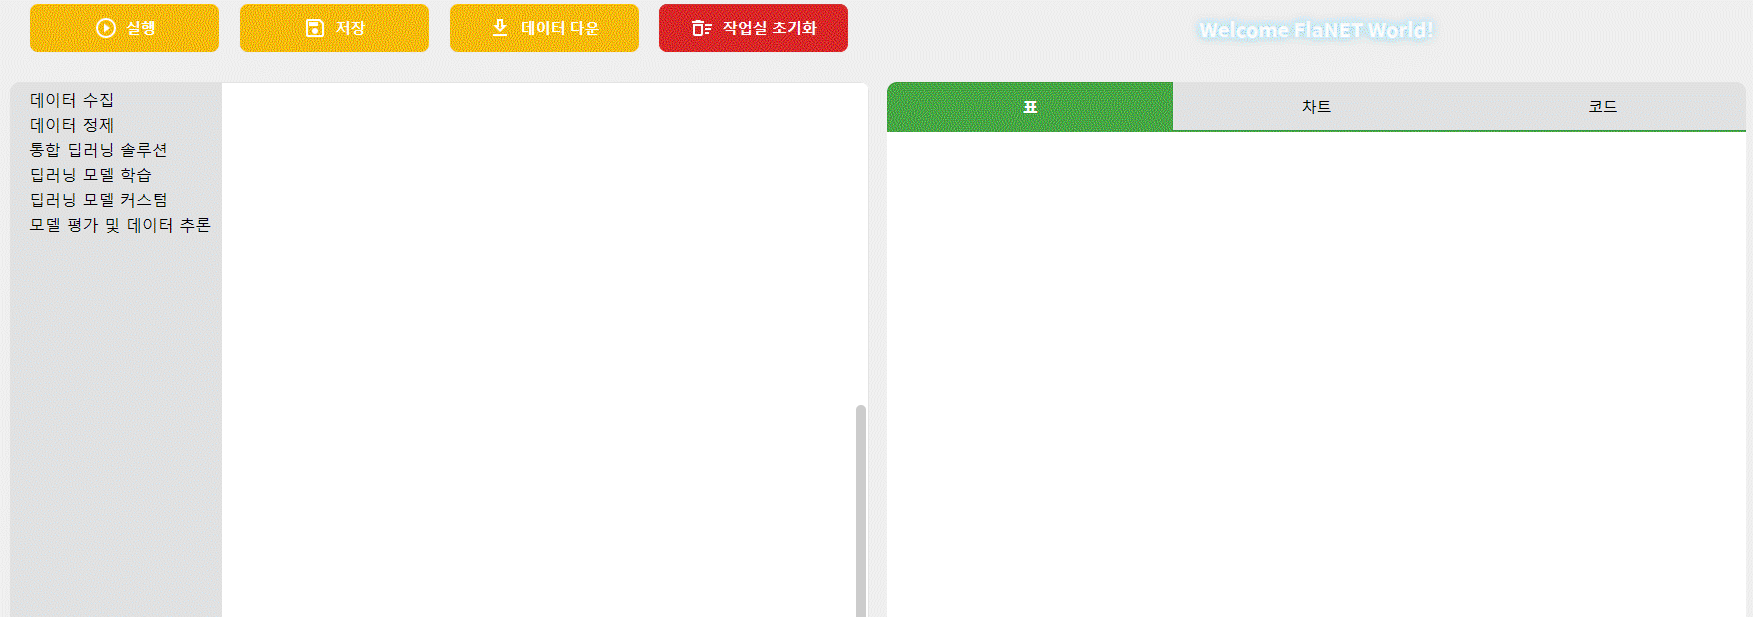 실행
저장
데이터 다운
작업실 초기화
Welcome FlaNET World!
데이터 수집
데이터 정제
통합 딥러닝 솔루션
딥러닝 모델 학습
딥러닝 모델 커스텀
모델 평가 및 데이터 추론
표
차트
코드